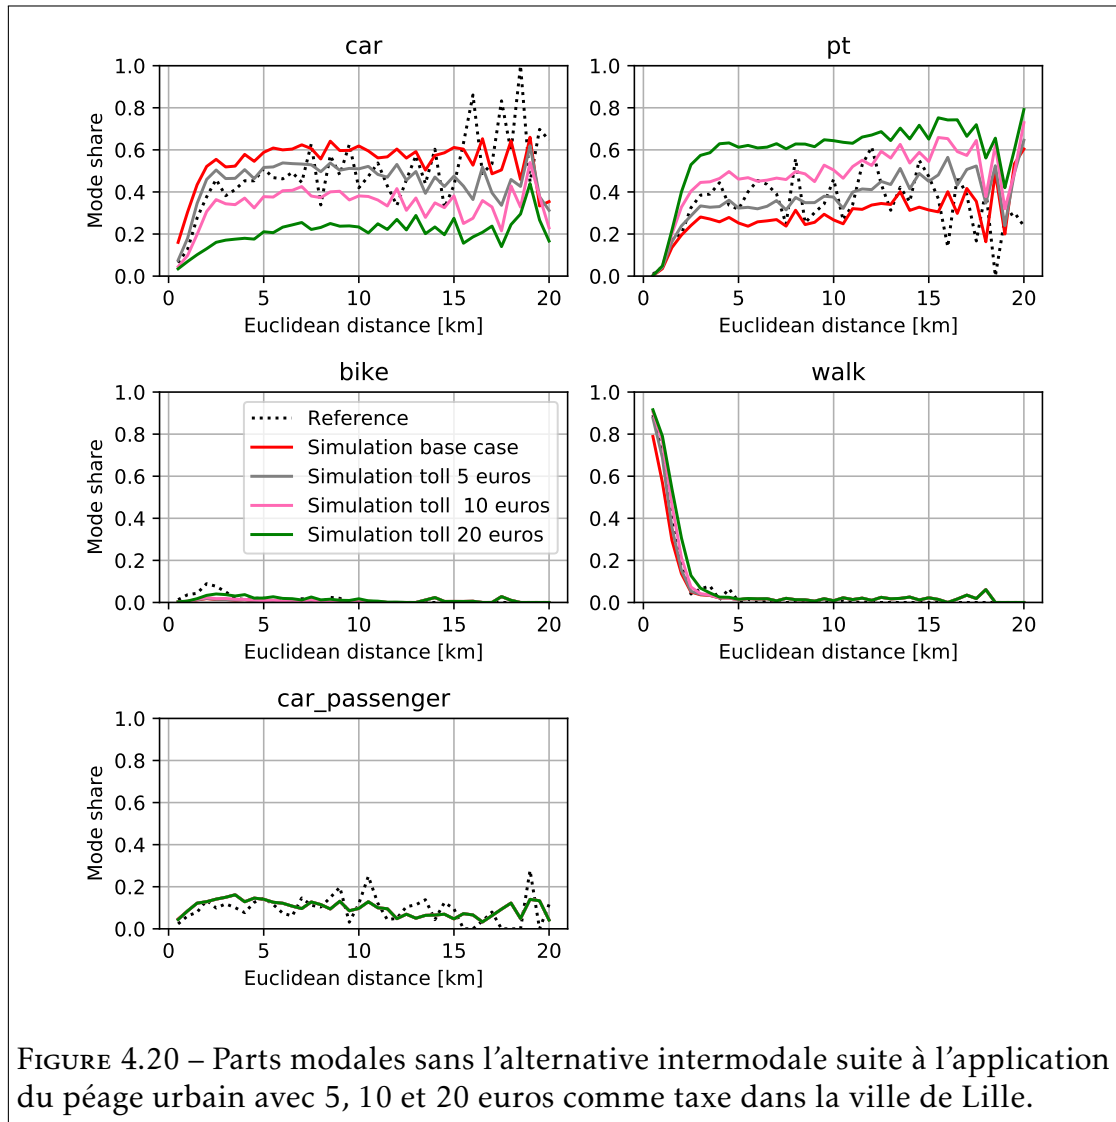 car
1.0
0.8
0.6
0.4
0.2
0.0
Mode share
0 5 10 15 20
Euclidean distance [km]
pt
1.0
0.8
0.6
0.4
0.2
0.0
0 5 10 15 20
Euclidean distance [km]
bike
1.0
0.8
0.6
0.4
0.2
0.0
Mode share
Reference
Simulation base case
Simulation toll 5 euros
Simulation toll  10 euros
Simulation toll 20 euros
0 5 10 15 20
Euclidean distance [km]
walk
1.0
0.8
0.6
0.4
0.2
0.0
0 5 10 15 20
Euclidean distance [km]
car_passenger
1.0
0.8
0.6
0.4
0.2
0.0
Mode share
0 5 10 15 20
Euclidean distance [km]
Figure 4.20 – Parts modales sans l'alternative intermodale suite à l'application
du péage urbain avec 5, 10 et 20 euros comme taxe dans la ville de Lille.